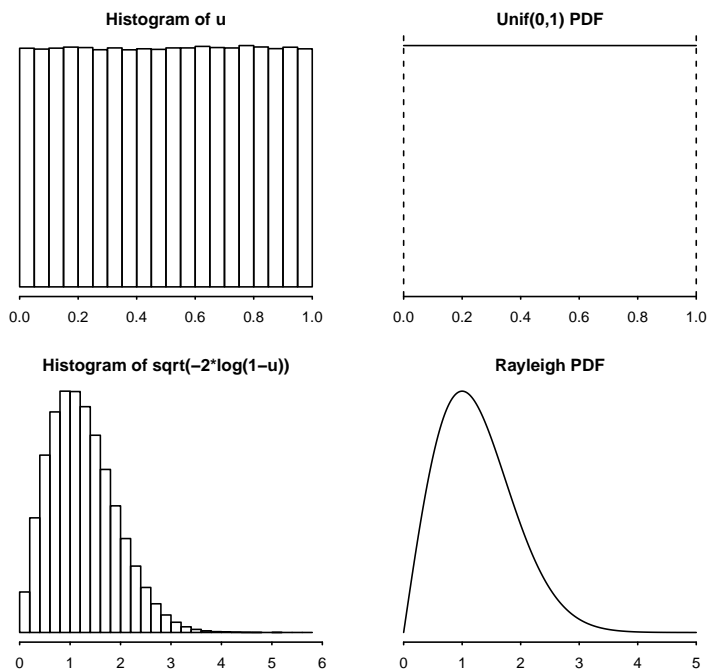 Histogram of u
0.0 0.2 0.4 0.6 0.8 1.0
Unif(0,1) PDF
0.0 0.2 0.4 0.6 0.8 1.0
Histogram of sqrt(−2*log(1−u))
0 1 2 3 4 5 6
Rayleigh PDF
0 1 2 3 4 5